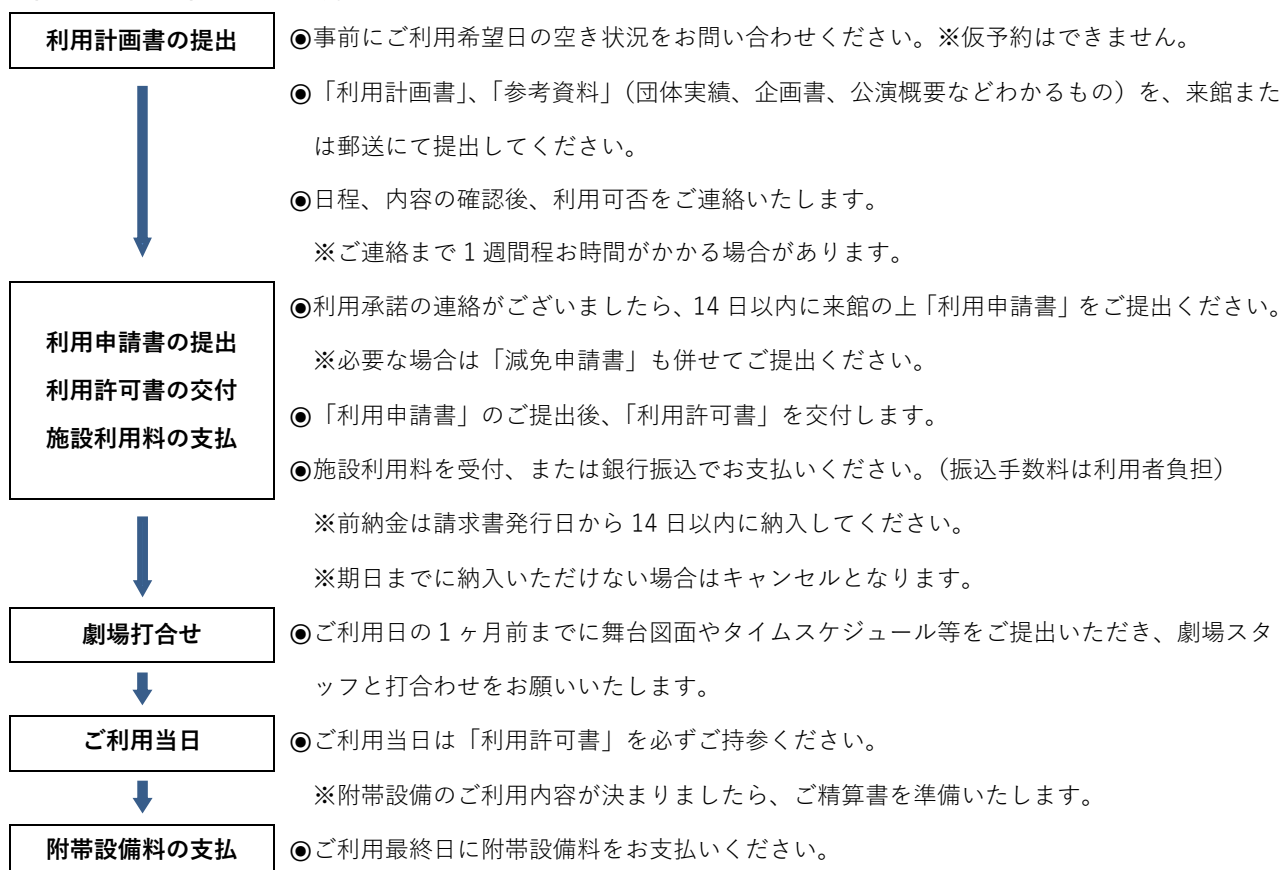 利用計画書の提出
◉事前にご利用希望日の空き状況をお問い合わせください。※仮予約はできません。
◉「利用計画書」、「参考資料」（団体実績、企画書、公演概要などわかるもの）を、来館また
は郵送にて提出してください。
◉日程、内容の確認後、利用可否をご連絡いたします。
※ご連絡まで1週間程お時間がかかる場合があります。
利用申請書の提出
利用許可書の交付
施設利用料の支払
◉利用承諾の連絡がございましたら、14日以内に来館の上「利用申請書」をご提出ください。
※必要な場合は「減免申請書」も併せてご提出ください。
◉「利用申請書」のご提出後、「利用許可書」を交付します。
◉施設利用料を受付、または銀行振込でお支払いください。（振込手数料は利用者負担）
※前納金は請求書発行日から14日以内に納入してください。
※期日までに納入いただけない場合はキャンセルとなります。
劇場打合せ
◉ご利用日の1ヶ月前までに舞台図面やタイムスケジュール等をご提出いただき、劇場スタ
ッフと打合わせをお願いいたします。
ご利用当日
◉ご利用当日は「利用許可書」を必ずご持参ください。
※附帯設備のご利用内容が決まりましたら、ご精算書を準備いたします。
附帯設備料の支払
◉ご利用最終日に附帯設備料をお支払いください。